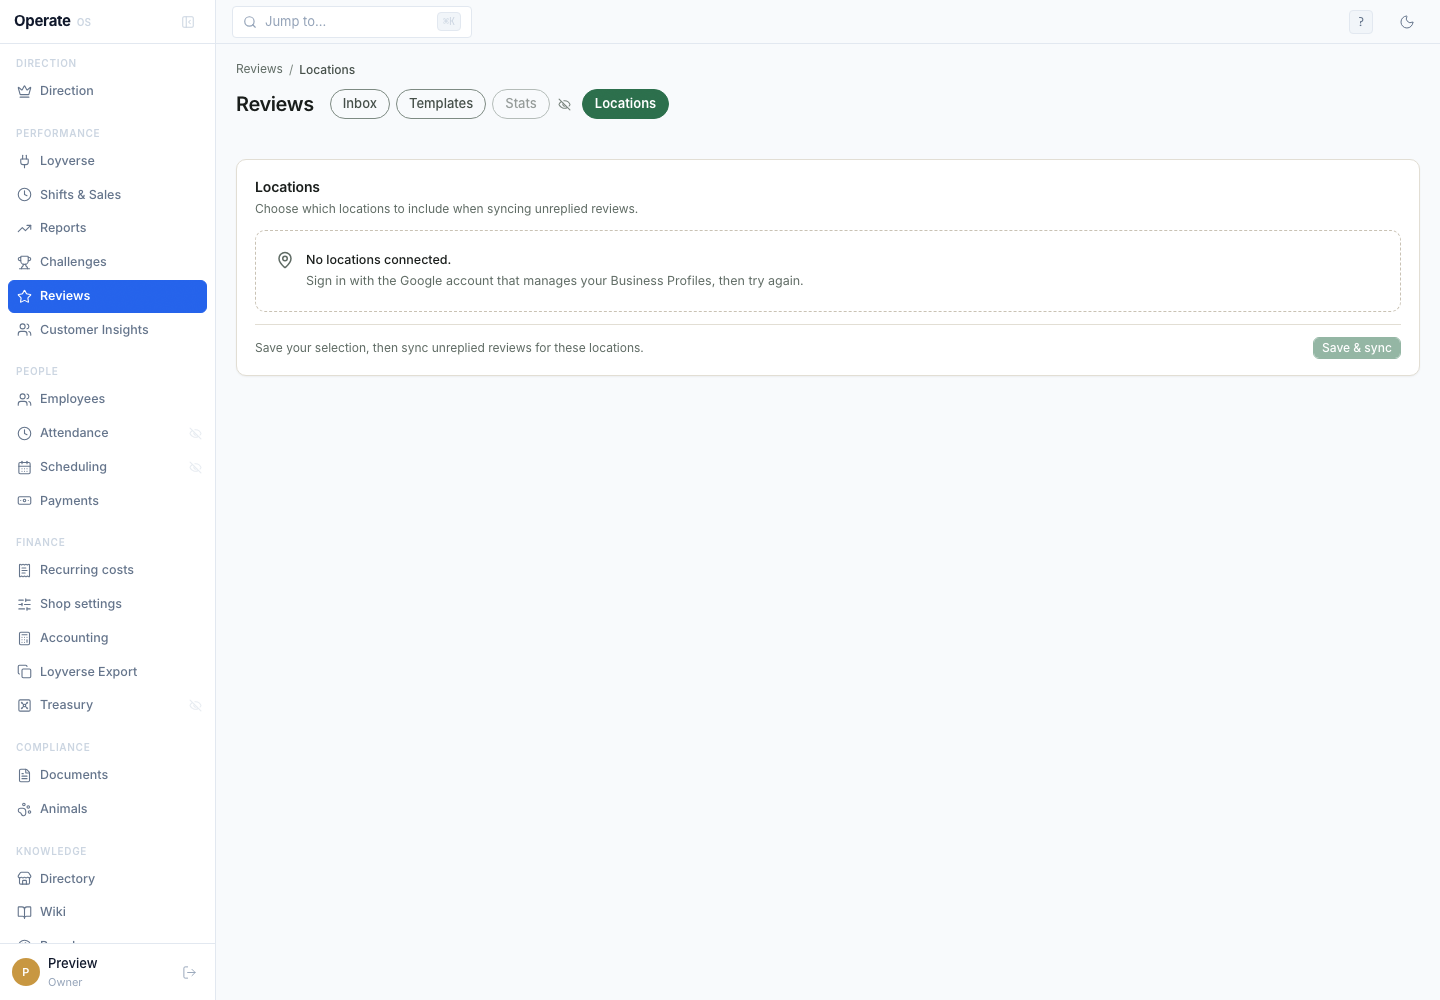 Operate OS
Jump to...
⌘K
?
DIRECTION
Direction
PERFORMANCE
Loyverse
Shifts & Sales
Reports
Challenges
Reviews
Customer Insights
PEOPLE
Employees
Attendance
Scheduling
Payments
FINANCE
Recurring costs
Shop settings
Accounting
Loyverse Export
Treasury
COMPLIANCE
Documents
Animals
KNOWLEDGE
Directory
Wiki
P
Preview
Owner
Reviews / Locations
Reviews
Inbox
Templates
Stats
Locations
Locations
Choose which locations to include when syncing unreplied reviews.
No locations connected.
Sign in with the Google account that manages your Business Profiles, then try again.
Save your selection, then sync unreplied reviews for these locations.
Save & sync